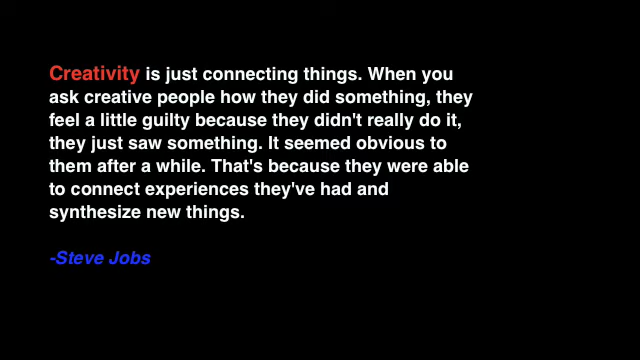 Creativity is just connecting things. When you
ask creative people how they did something, they
feel a little guilty because they didn't really do it,
they just saw something. It seemed obvious to
them after a while. That's because they were able
to connect experiences they've had and
synthesize new things.
-Steve Jobs